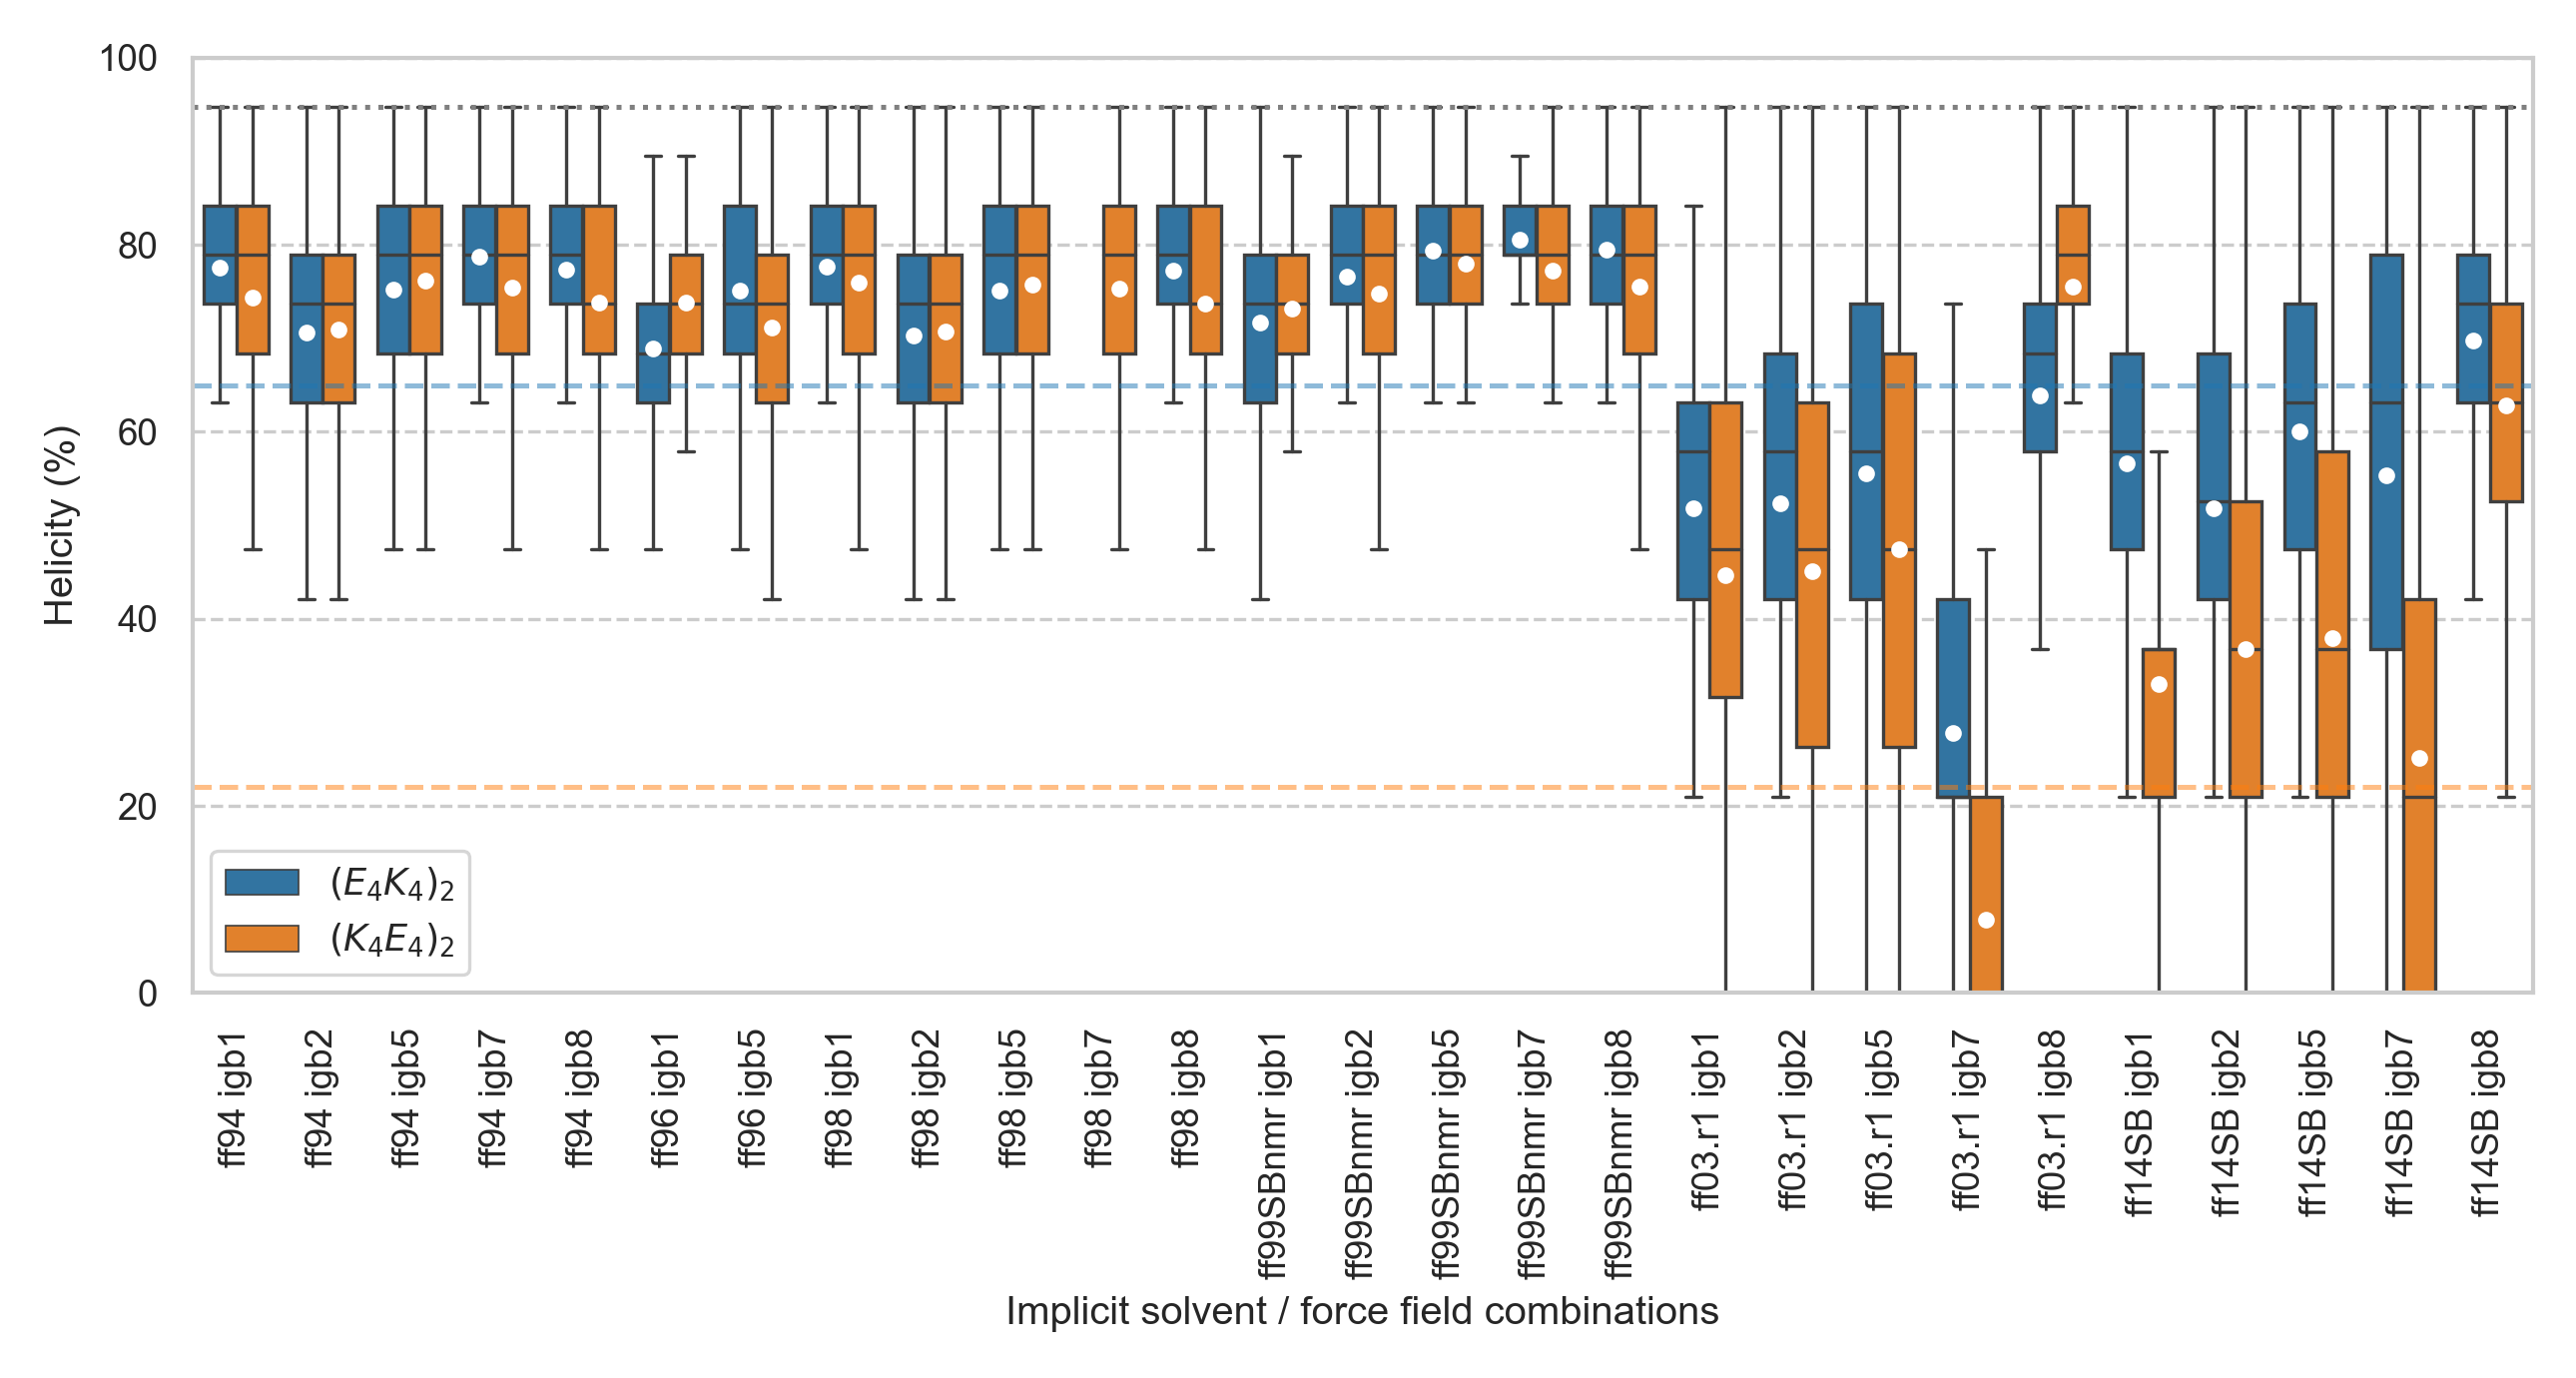 100
80
60
40
20
0
Helicity (%)
(E₄K₄)₂
(K₄E₄)₂
ff94 igb1
ff94 igb2
ff94 igb5
ff94 igb7
ff94 igb8
ff96 igb1
ff96 igb5
ff98 igb1
ff98 igb2
ff98 igb5
ff98 igb7
ff98 igb8
ff99SBnmr igb1
ff99SBnmr igb2
ff99SBnmr igb5
ff99SBnmr igb7
ff99SBnmr igb8
ff03.r1 igb1
ff03.r1 igb2
ff03.r1 igb5
ff03.r1 igb7
ff03.r1 igb8
ff14SB igb1
ff14SB igb2
ff14SB igb5
ff14SB igb7
ff14SB igb8
Implicit solvent / force field combinations